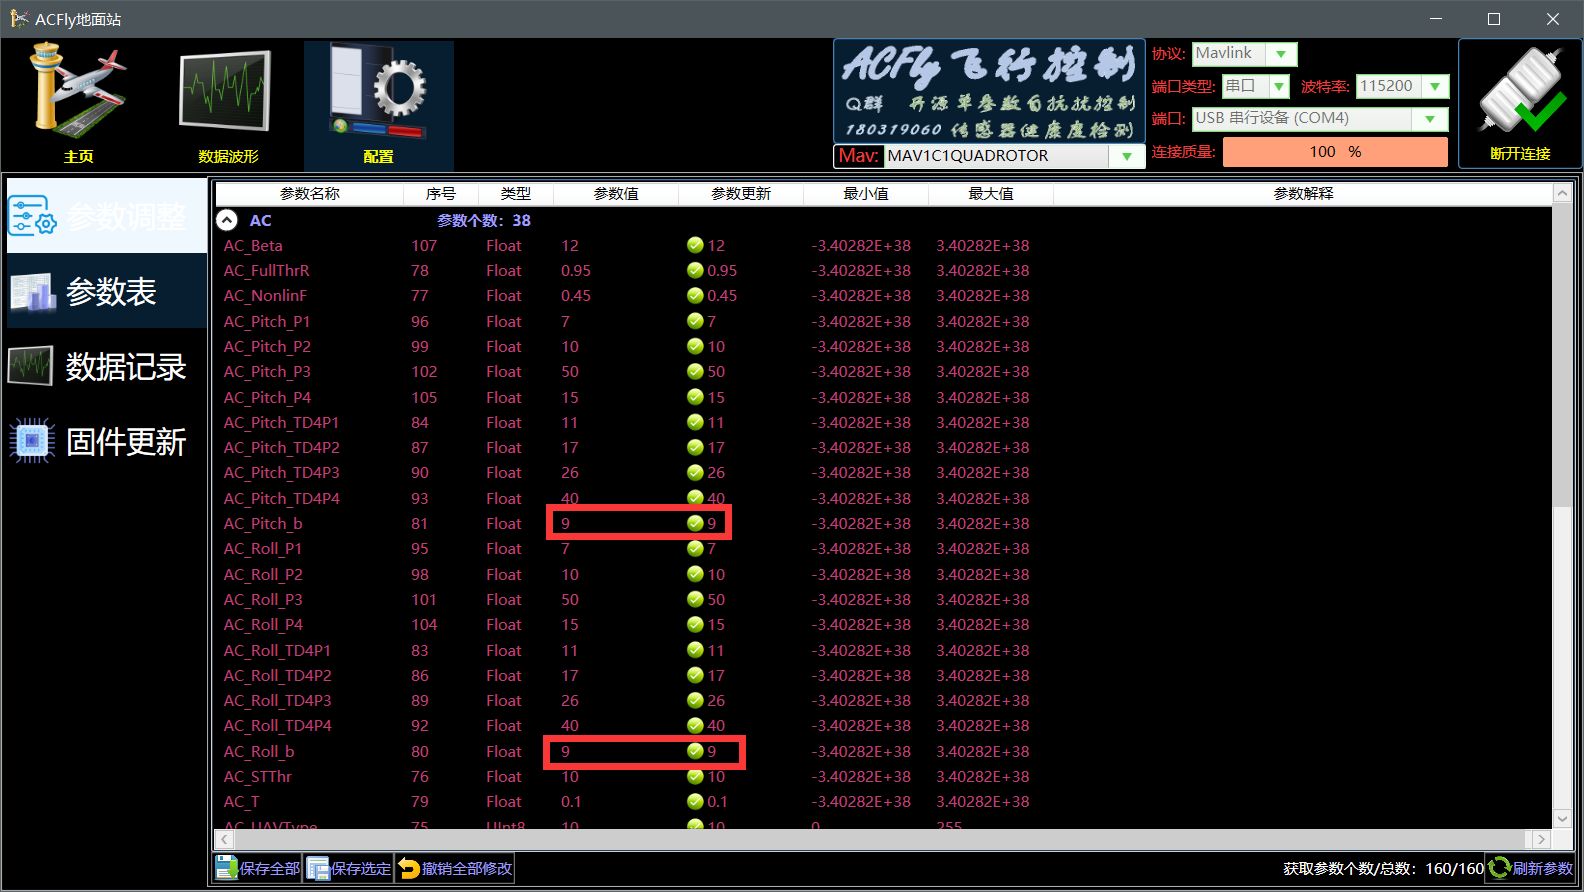 ACFly地面站
主页
数据波形
配置
ACFly 飞行控制
Q群 开源单参数自抗扰控制
180319060 传感器健康度检测
Mav: MAV1C1QUADROTOR
协议: Mavlink
端口类型: 串口 波特率: 115200
端口: USB 串行设备 (COM4)
连接质量: 100 %
断开连接
参数调整
参数表
数据记录
固件更新
参数名称 序号 类型 参数值 参数更新 最小值 最大值 参数解释
AC 参数个数: 38
AC_Beta 107 Float 12 12 -3.40282E+38 3.40282E+38
AC_FullThrR 78 Float 0.95 0.95 -3.40282E+38 3.40282E+38
AC_NonlinF 77 Float 0.45 0.45 -3.40282E+38 3.40282E+38
AC_Pitch_P1 96 Float 7 7 -3.40282E+38 3.40282E+38
AC_Pitch_P2 99 Float 10 10 -3.40282E+38 3.40282E+38
AC_Pitch_P3 102 Float 50 50 -3.40282E+38 3.40282E+38
AC_Pitch_P4 105 Float 15 15 -3.40282E+38 3.40282E+38
AC_Pitch_TD4P1 84 Float 11 11 -3.40282E+38 3.40282E+38
AC_Pitch_TD4P2 87 Float 17 17 -3.40282E+38 3.40282E+38
AC_Pitch_TD4P3 90 Float 26 26 -3.40282E+38 3.40282E+38
AC_Pitch_TD4P4 93 Float 40 40 -3.40282E+38 3.40282E+38
AC_Pitch_b 81 Float 9 9 -3.40282E+38 3.40282E+38
AC_Roll_P1 95 Float 7 7 -3.40282E+38 3.40282E+38
AC_Roll_P2 98 Float 10 10 -3.40282E+38 3.40282E+38
AC_Roll_P3 101 Float 50 50 -3.40282E+38 3.40282E+38
AC_Roll_P4 104 Float 15 15 -3.40282E+38 3.40282E+38
AC_Roll_TD4P1 83 Float 11 11 -3.40282E+38 3.40282E+38
AC_Roll_TD4P2 86 Float 17 17 -3.40282E+38 3.40282E+38
AC_Roll_TD4P3 89 Float 26 26 -3.40282E+38 3.40282E+38
AC_Roll_TD4P4 92 Float 40 40 -3.40282E+38 3.40282E+38
AC_Roll_b 80 Float 9 9 -3.40282E+38 3.40282E+38
AC_STThr 76 Float 10 10 -3.40282E+38 3.40282E+38
AC_T 79 Float 0.1 0.1 -3.40282E+38 3.40282E+38
AC_UAVType 75 UInt8 10 10 0 255
保存全部 保存选定 撤销全部修改 获取参数个数/总数: 160/160 刷新参数